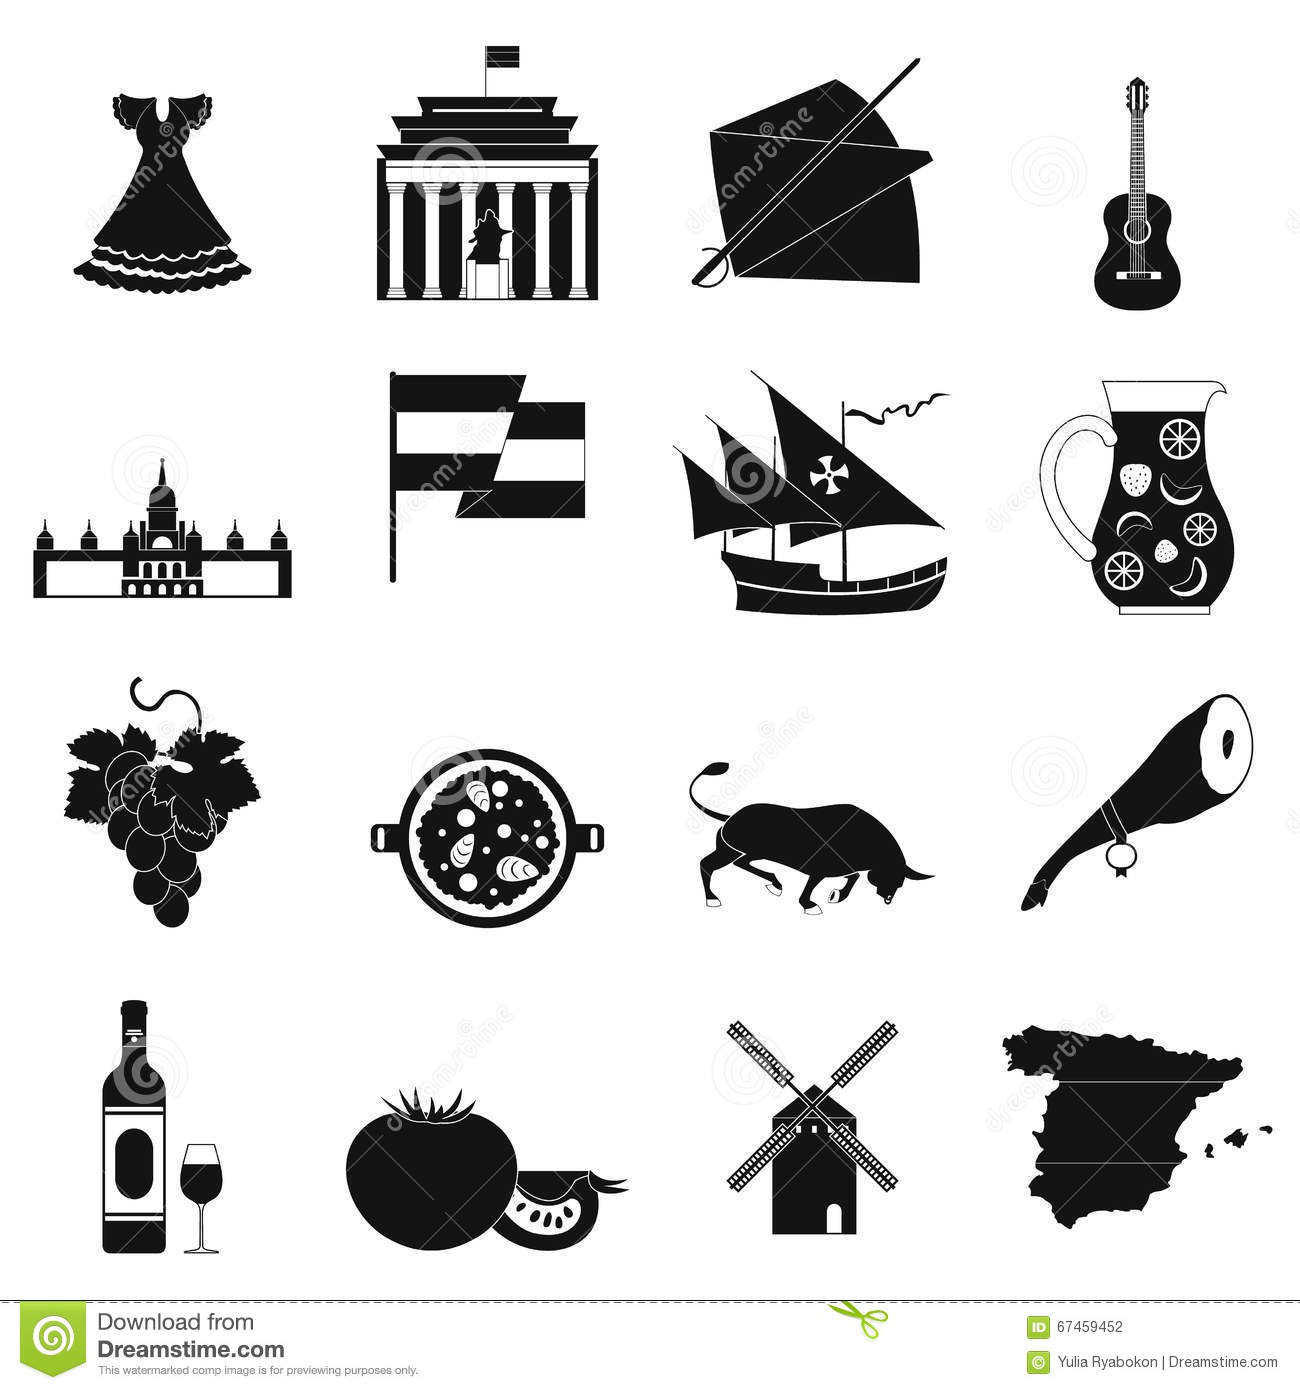 Download from
Dreamstime.com
This watermarked comp image is for previewing purposes only.
ID 67459452
© Yulia Ryabokon | Dreamstime.com